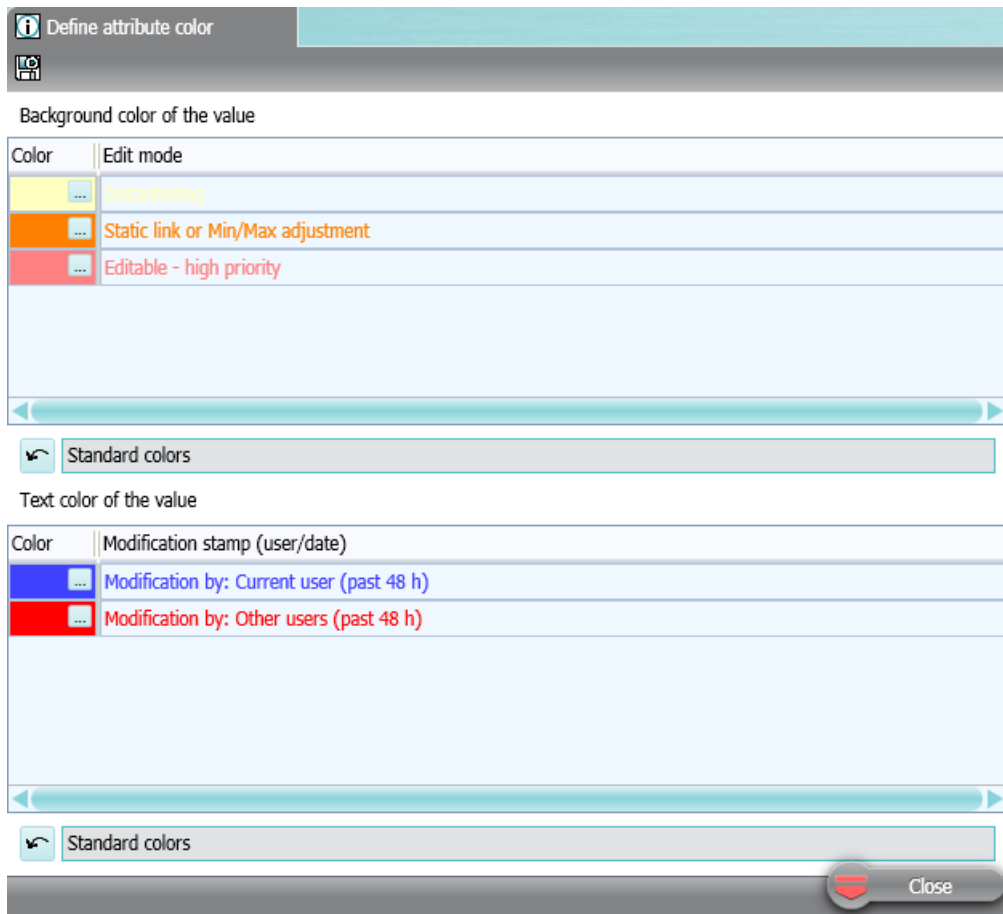 Define attribute color
Background color of the value
Color Edit mode
... Instantiating
... Static link or Min/Max adjustment
... Editable - high priority
Standard colors
Text color of the value
Color Modification stamp (user/date)
... Modification by: Current user (past 48 h)
... Modification by: Other users (past 48 h)
Standard colors
Close